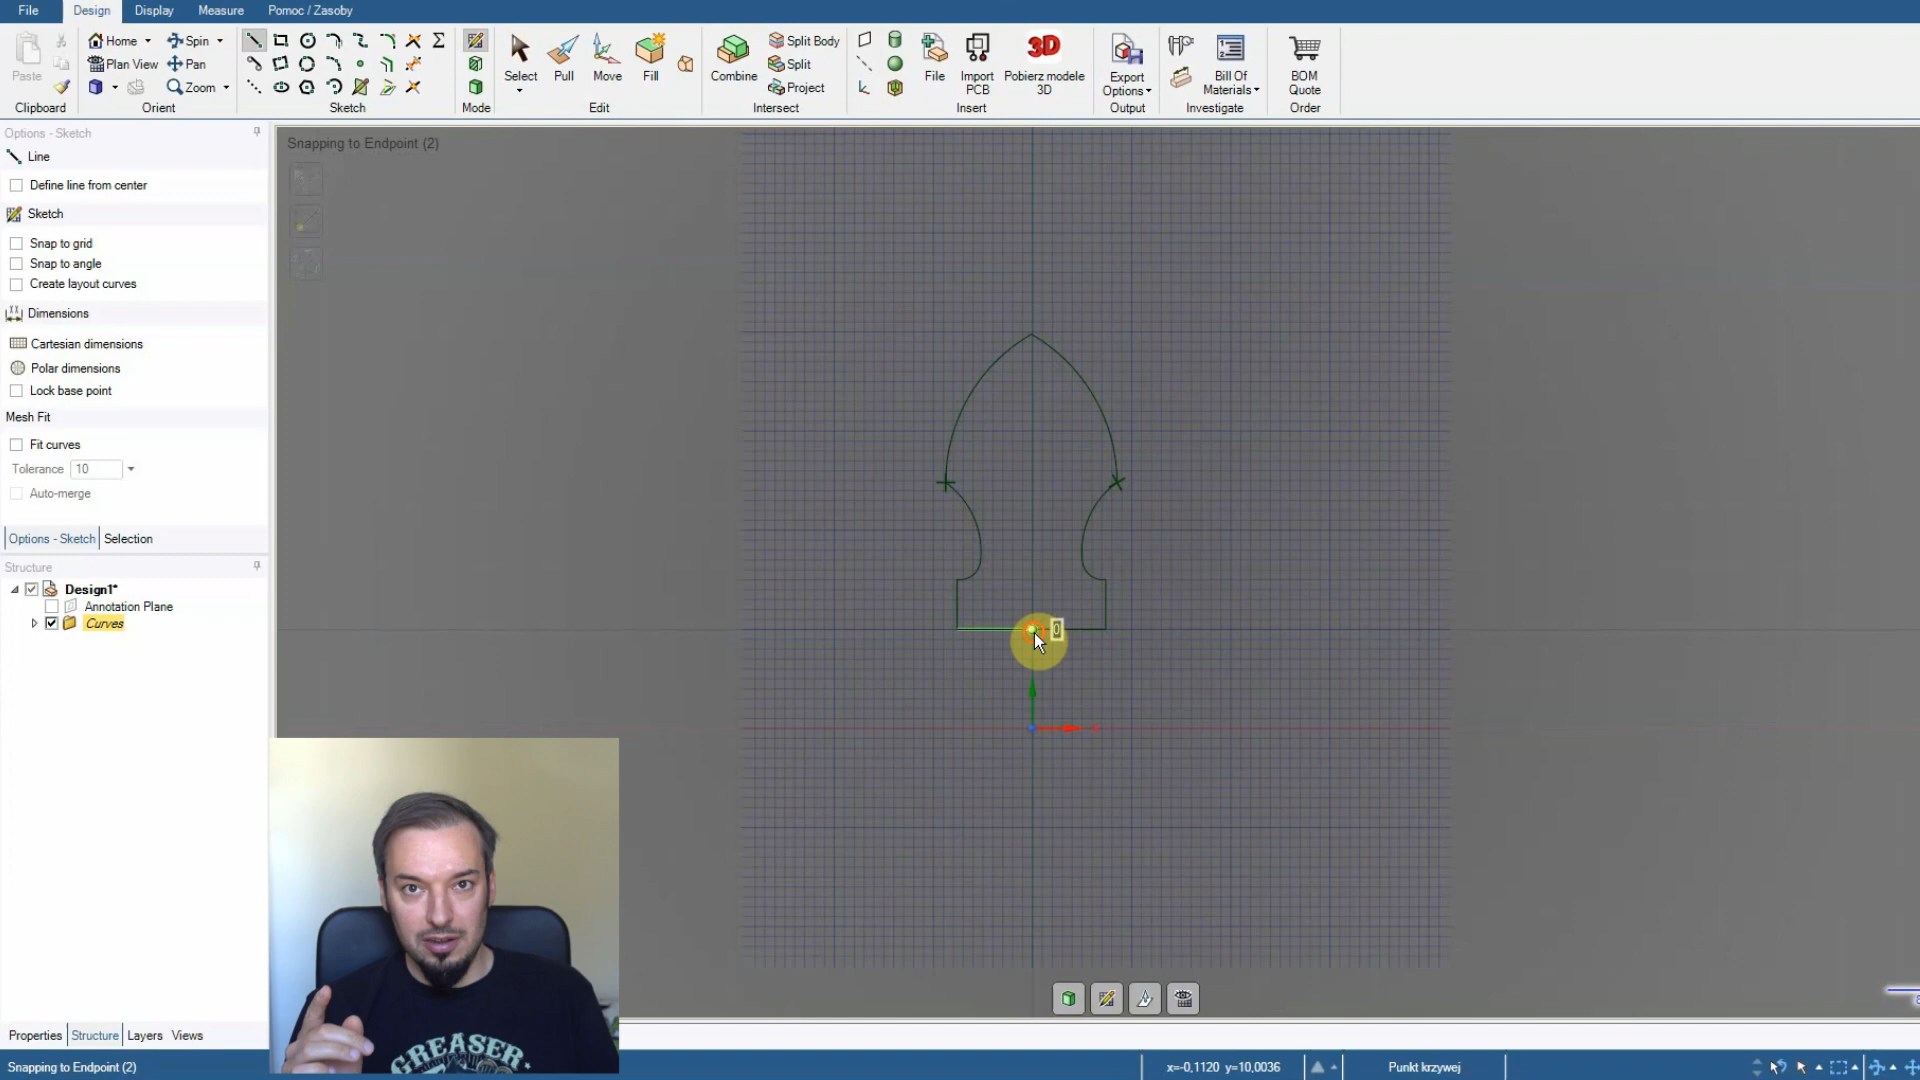 File Design Display Measure Pomoc / Zasoby
Paste
Clipboard
Home Spin
Plan View Pan
Zoom
Orient
Sketch
Mode
Select Pull Move Fill
Edit
Combine
Split Body
Split
Project
Intersect
File Import PCB Pobierz modele 3D
3D
Insert
Export Options
Output
Bill Of Materials
Investigate
BOM Quote
Order
Options - Sketch
Line
Define line from center
Sketch
Snap to grid
Snap to angle
Create layout curves
Dimensions
Cartesian dimensions
Polar dimensions
Lock base point
Mesh Fit
Fit curves
Tolerance 10
Auto-merge
Options - Sketch Selection
Structure
Design1*
Annotation Plane
Curves
Properties Structure Layers Views
Snapping to Endpoint (2)
0
GREASER
Snapping to Endpoint (2)
x=-0,1120 y=10,0036
Punkt krzywej